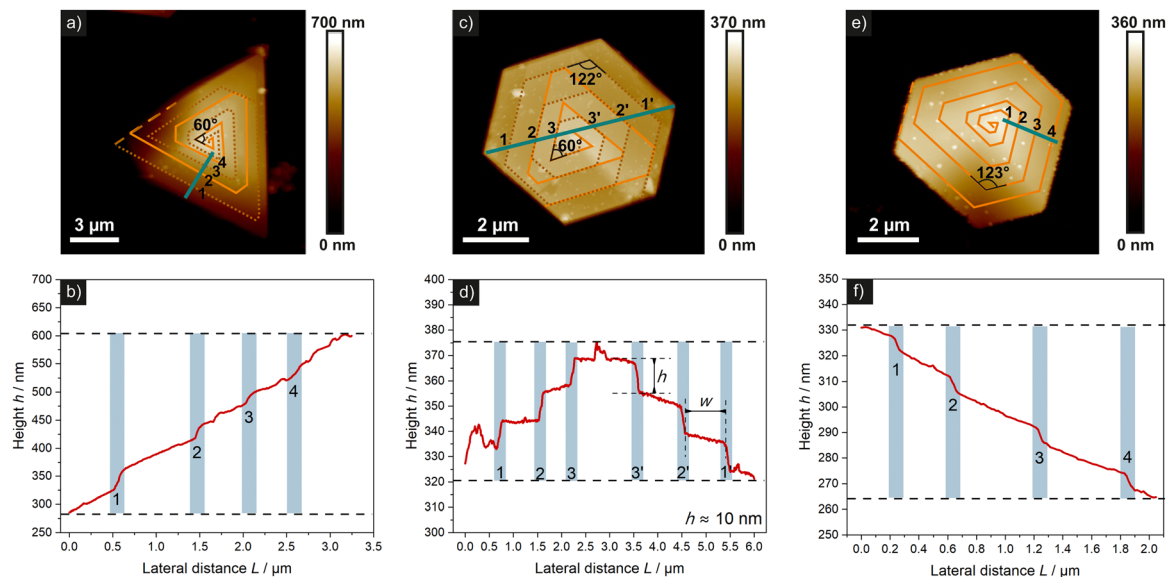 a)
700 nm
60°
1
2
3
4
3 µm
0 nm
c)
370 nm
122°
1
2
3
3'
2'
1'
60°
2 µm
0 nm
e)
360 nm
1
2
3
4
123°
2 µm
0 nm
b)
Height h / nm
700
650
600
550
500
450
400
350
300
250
200
1
2
3
4
0.0 0.5 1.0 1.5 2.0 2.5 3.0 3.5
Lateral distance L / µm
d)
Height h / nm
400
390
380
370
360
350
340
330
320
310
300
h
w
1
2
3
3'
2'
1'
h ≈ 10 nm
0.0 0.5 1.0 1.5 2.0 2.5 3.0 3.5 4.0 4.5 5.0 5.5 6.0
Lateral distance L / µm
f)
Height h / nm
350
340
330
320
310
300
290
280
270
260
250
1
2
3
4
0.0 0.2 0.4 0.6 0.8 1.0 1.2 1.4 1.6 1.8 2.0
Lateral distance L / µm